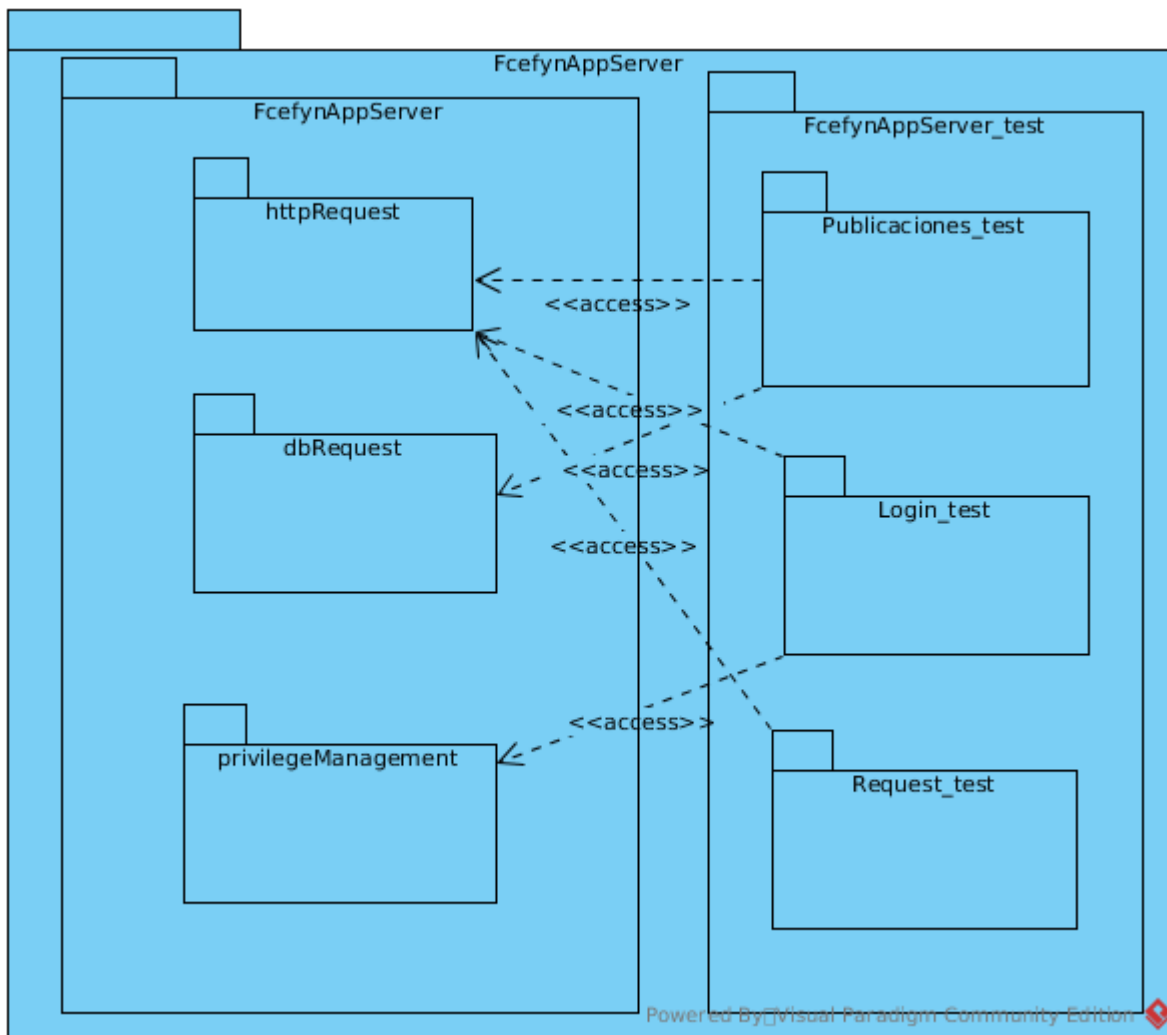 FcefynAppServer
FcefynAppServer
FcefynAppServer_test
httpRequest
Publicaciones_test
<<access>>
<<access>>
dbRequest
<<access>>
Login_test
<<access>>
<<access>>
privilegeManagement
Request_test
Powered By Visual Paradigm Community Edition